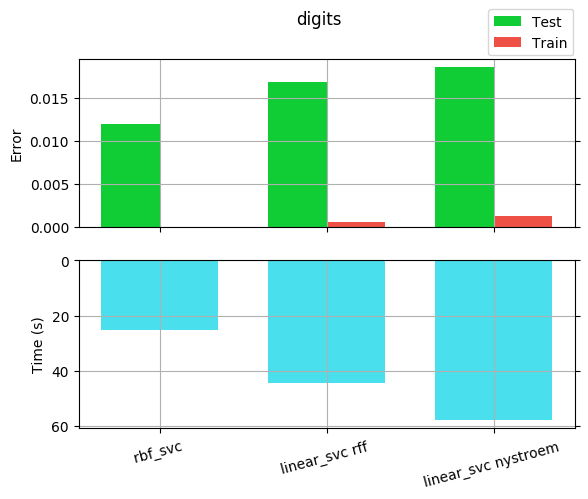 digits
Test
Train
Error
0.015
0.010
0.005
0.000
Time (s)
0
20
40
60
rbf_svc
linear_svc rff
linear_svc nystroem